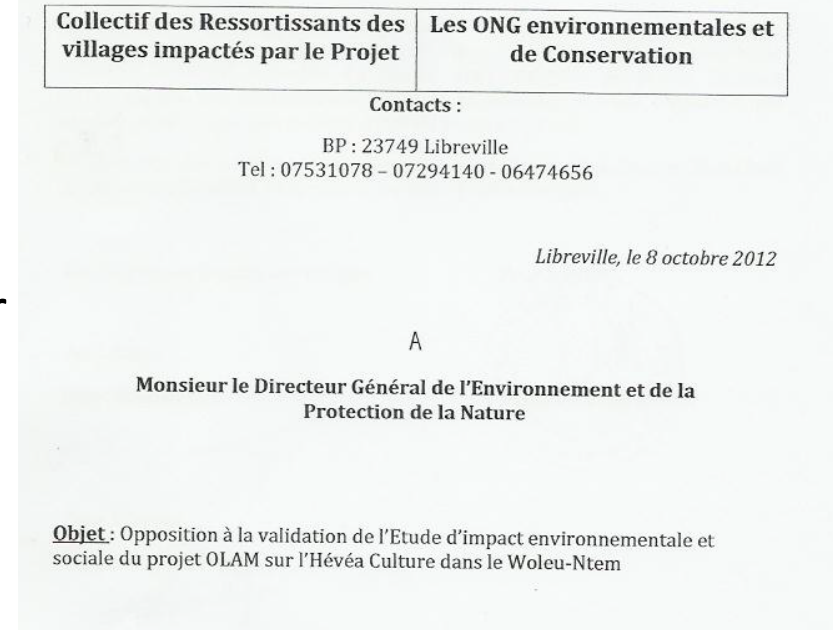 Collectif des Ressortissants des
villages impactés par le Projet
Les ONG environnementales et
de Conservation
Contacts :
BP : 23749 Libreville
Tel : 07531078 – 07294140 - 06474656
Libreville, le 8 octobre 2012
A
Monsieur le Directeur Général de l'Environnement et de la
Protection de la Nature
Objet : Opposition à la validation de l'Etude d'impact environnementale et
sociale du projet OLAM sur l'Hévéa Culture dans le Woleu-Ntem